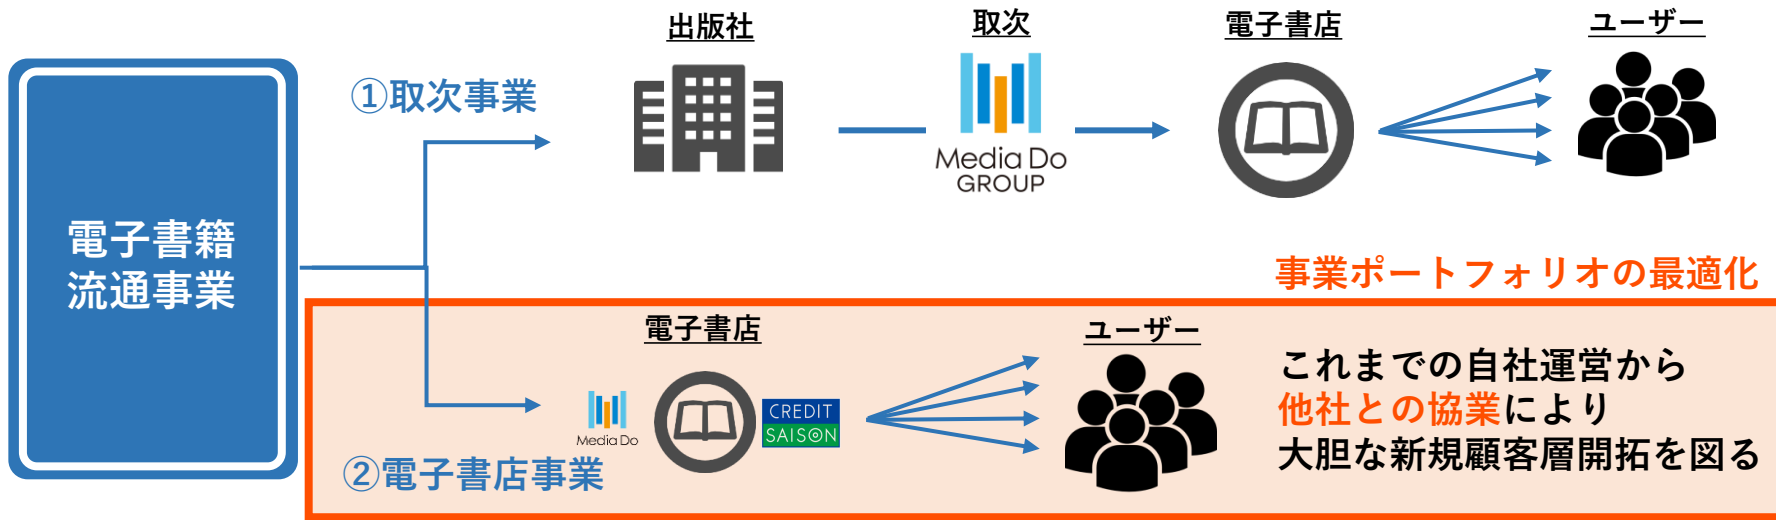 電子書籍
流通事業
①取次事業
出版社
取次
Media Do
GROUP
電子書店
ユーザー
事業ポートフォリオの最適化
②電子書店事業
電子書店
Media Do
CREDIT
SAISON
ユーザー
これまでの自社運営から
他社との協業により
大胆な新規顧客層開拓を図る